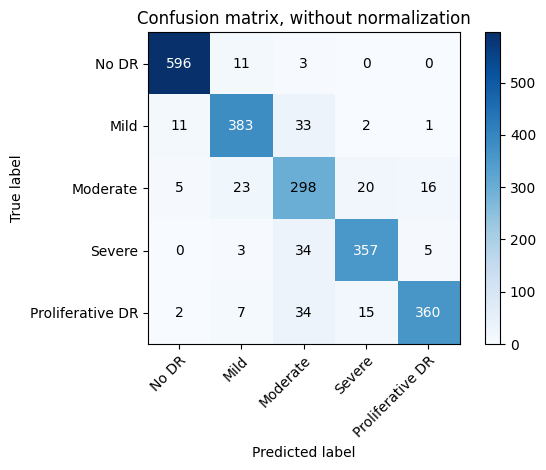 Confusion matrix, without normalization
No DR 596 11 3 0 0
Mild 11 383 33 2 1
Moderate 5 23 298 20 16
Severe 0 3 34 357 5
Proliferative DR 2 7 34 15 360
No DR Mild Moderate Severe Proliferative DR
Predicted label
True label
500
400
300
200
100
0